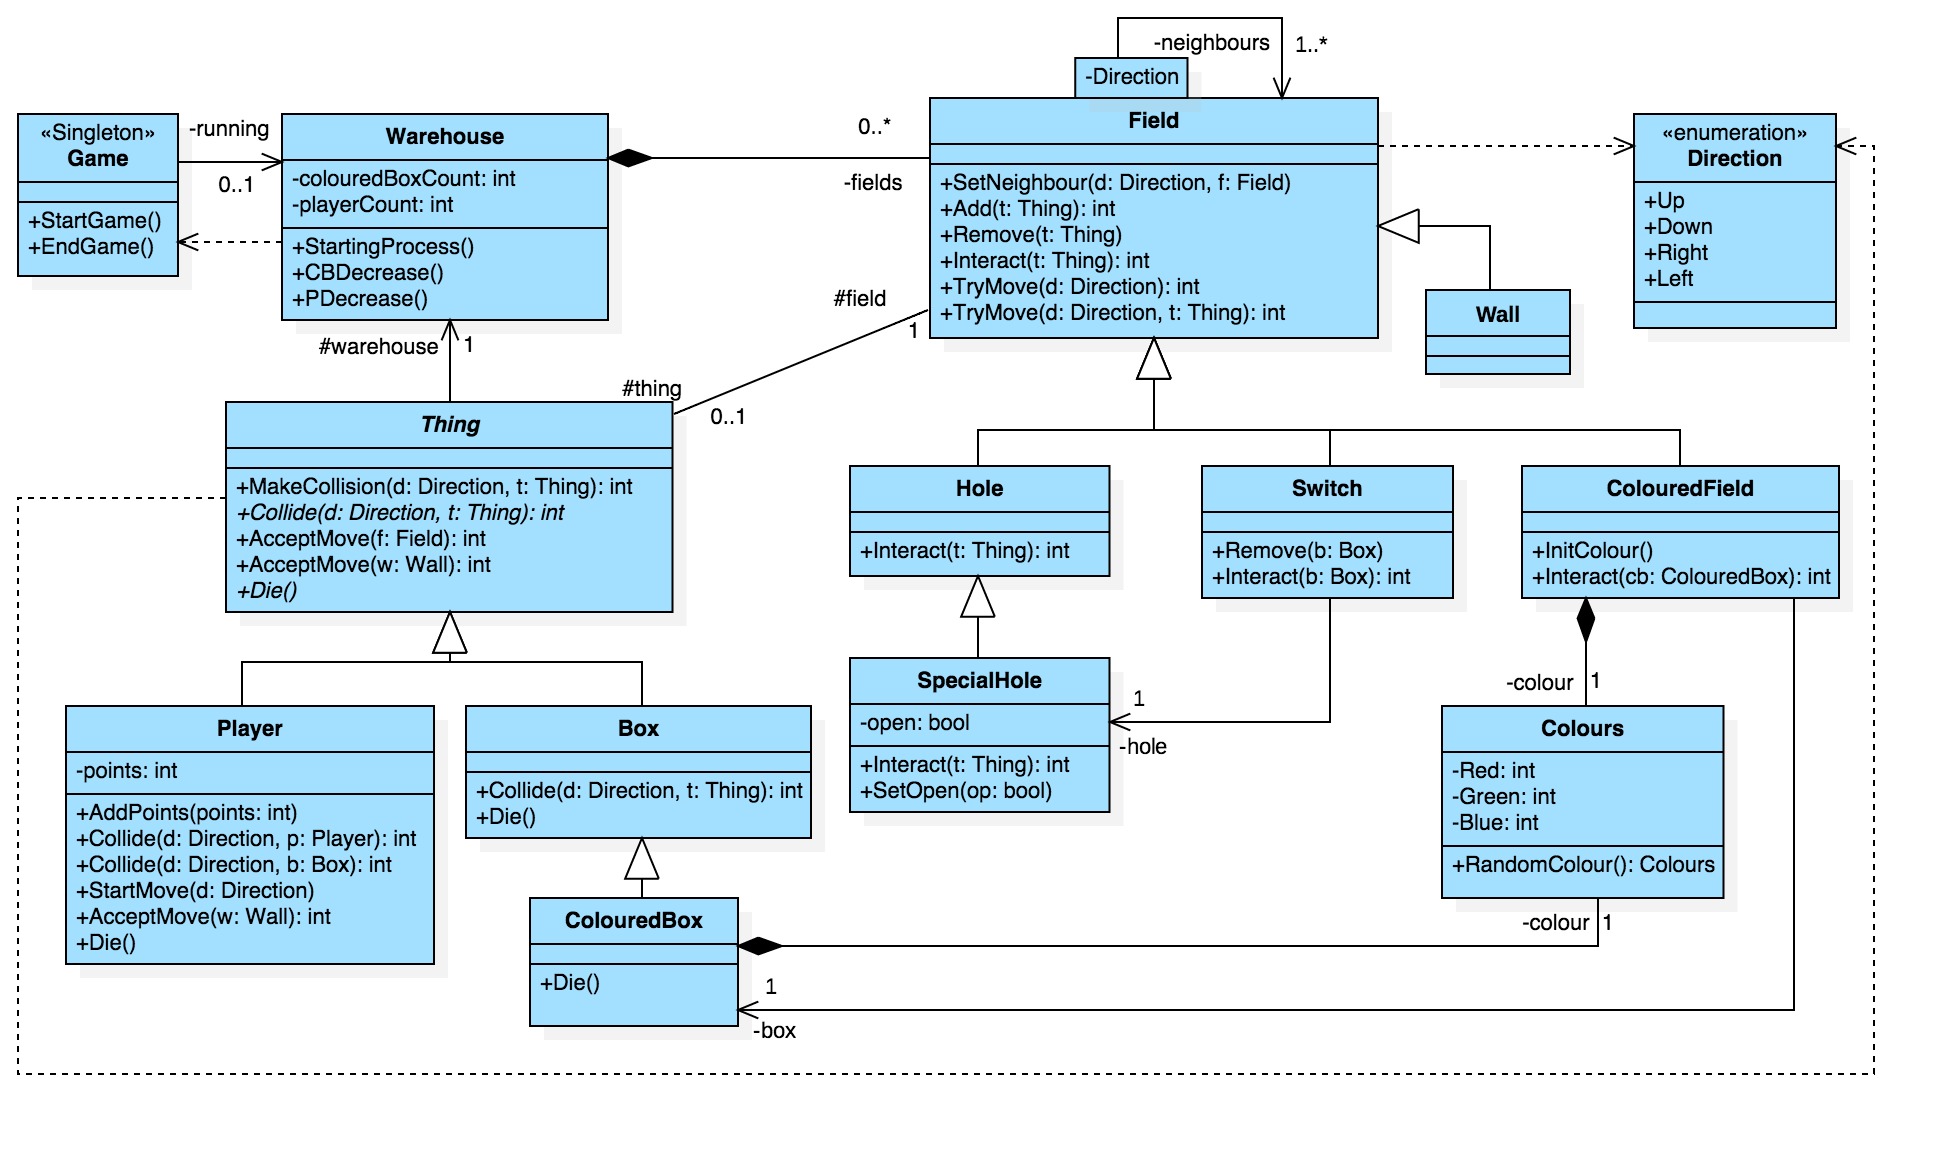 -neighbours
1..*
-Direction
«Singleton»
Game
+StartGame()
+EndGame()
-running
0..1
Warehouse
-colouredBoxCount: int
-playerCount: int
+StartingProcess()
+CBDecrease()
+PDecrease()
0..*
-fields
Field
+SetNeighbour(d: Direction, f: Field)
+Add(t: Thing): int
+Remove(t: Thing)
+Interact(t: Thing): int
+TryMove(d: Direction): int
+TryMove(d: Direction, t: Thing): int
«enumeration»
Direction
+Up
+Down
+Right
+Left
Wall
#warehouse
1
#field
1
#thing
0..1
Thing
+MakeCollision(d: Direction, t: Thing): int
+Collide(d: Direction, t: Thing): int
+AcceptMove(f: Field): int
+AcceptMove(w: Wall): int
+Die()
Hole
+Interact(t: Thing): int
Switch
+Remove(b: Box)
+Interact(b: Box): int
ColouredField
+InitColour()
+Interact(cb: ColouredBox): int
Player
-points: int
+AddPoints(points: int)
+Collide(d: Direction, p: Player): int
+Collide(d: Direction, b: Box): int
+StartMove(d: Direction)
+AcceptMove(w: Wall): int
+Die()
Box
+Collide(d: Direction, t: Thing): int
+Die()
SpecialHole
-open: bool
+Interact(t: Thing): int
+SetOpen(op: bool)
1
-hole
-colour
1
Colours
-Red: int
-Green: int
-Blue: int
+RandomColour(): Colours
-colour
1
ColouredBox
+Die()
1
-box